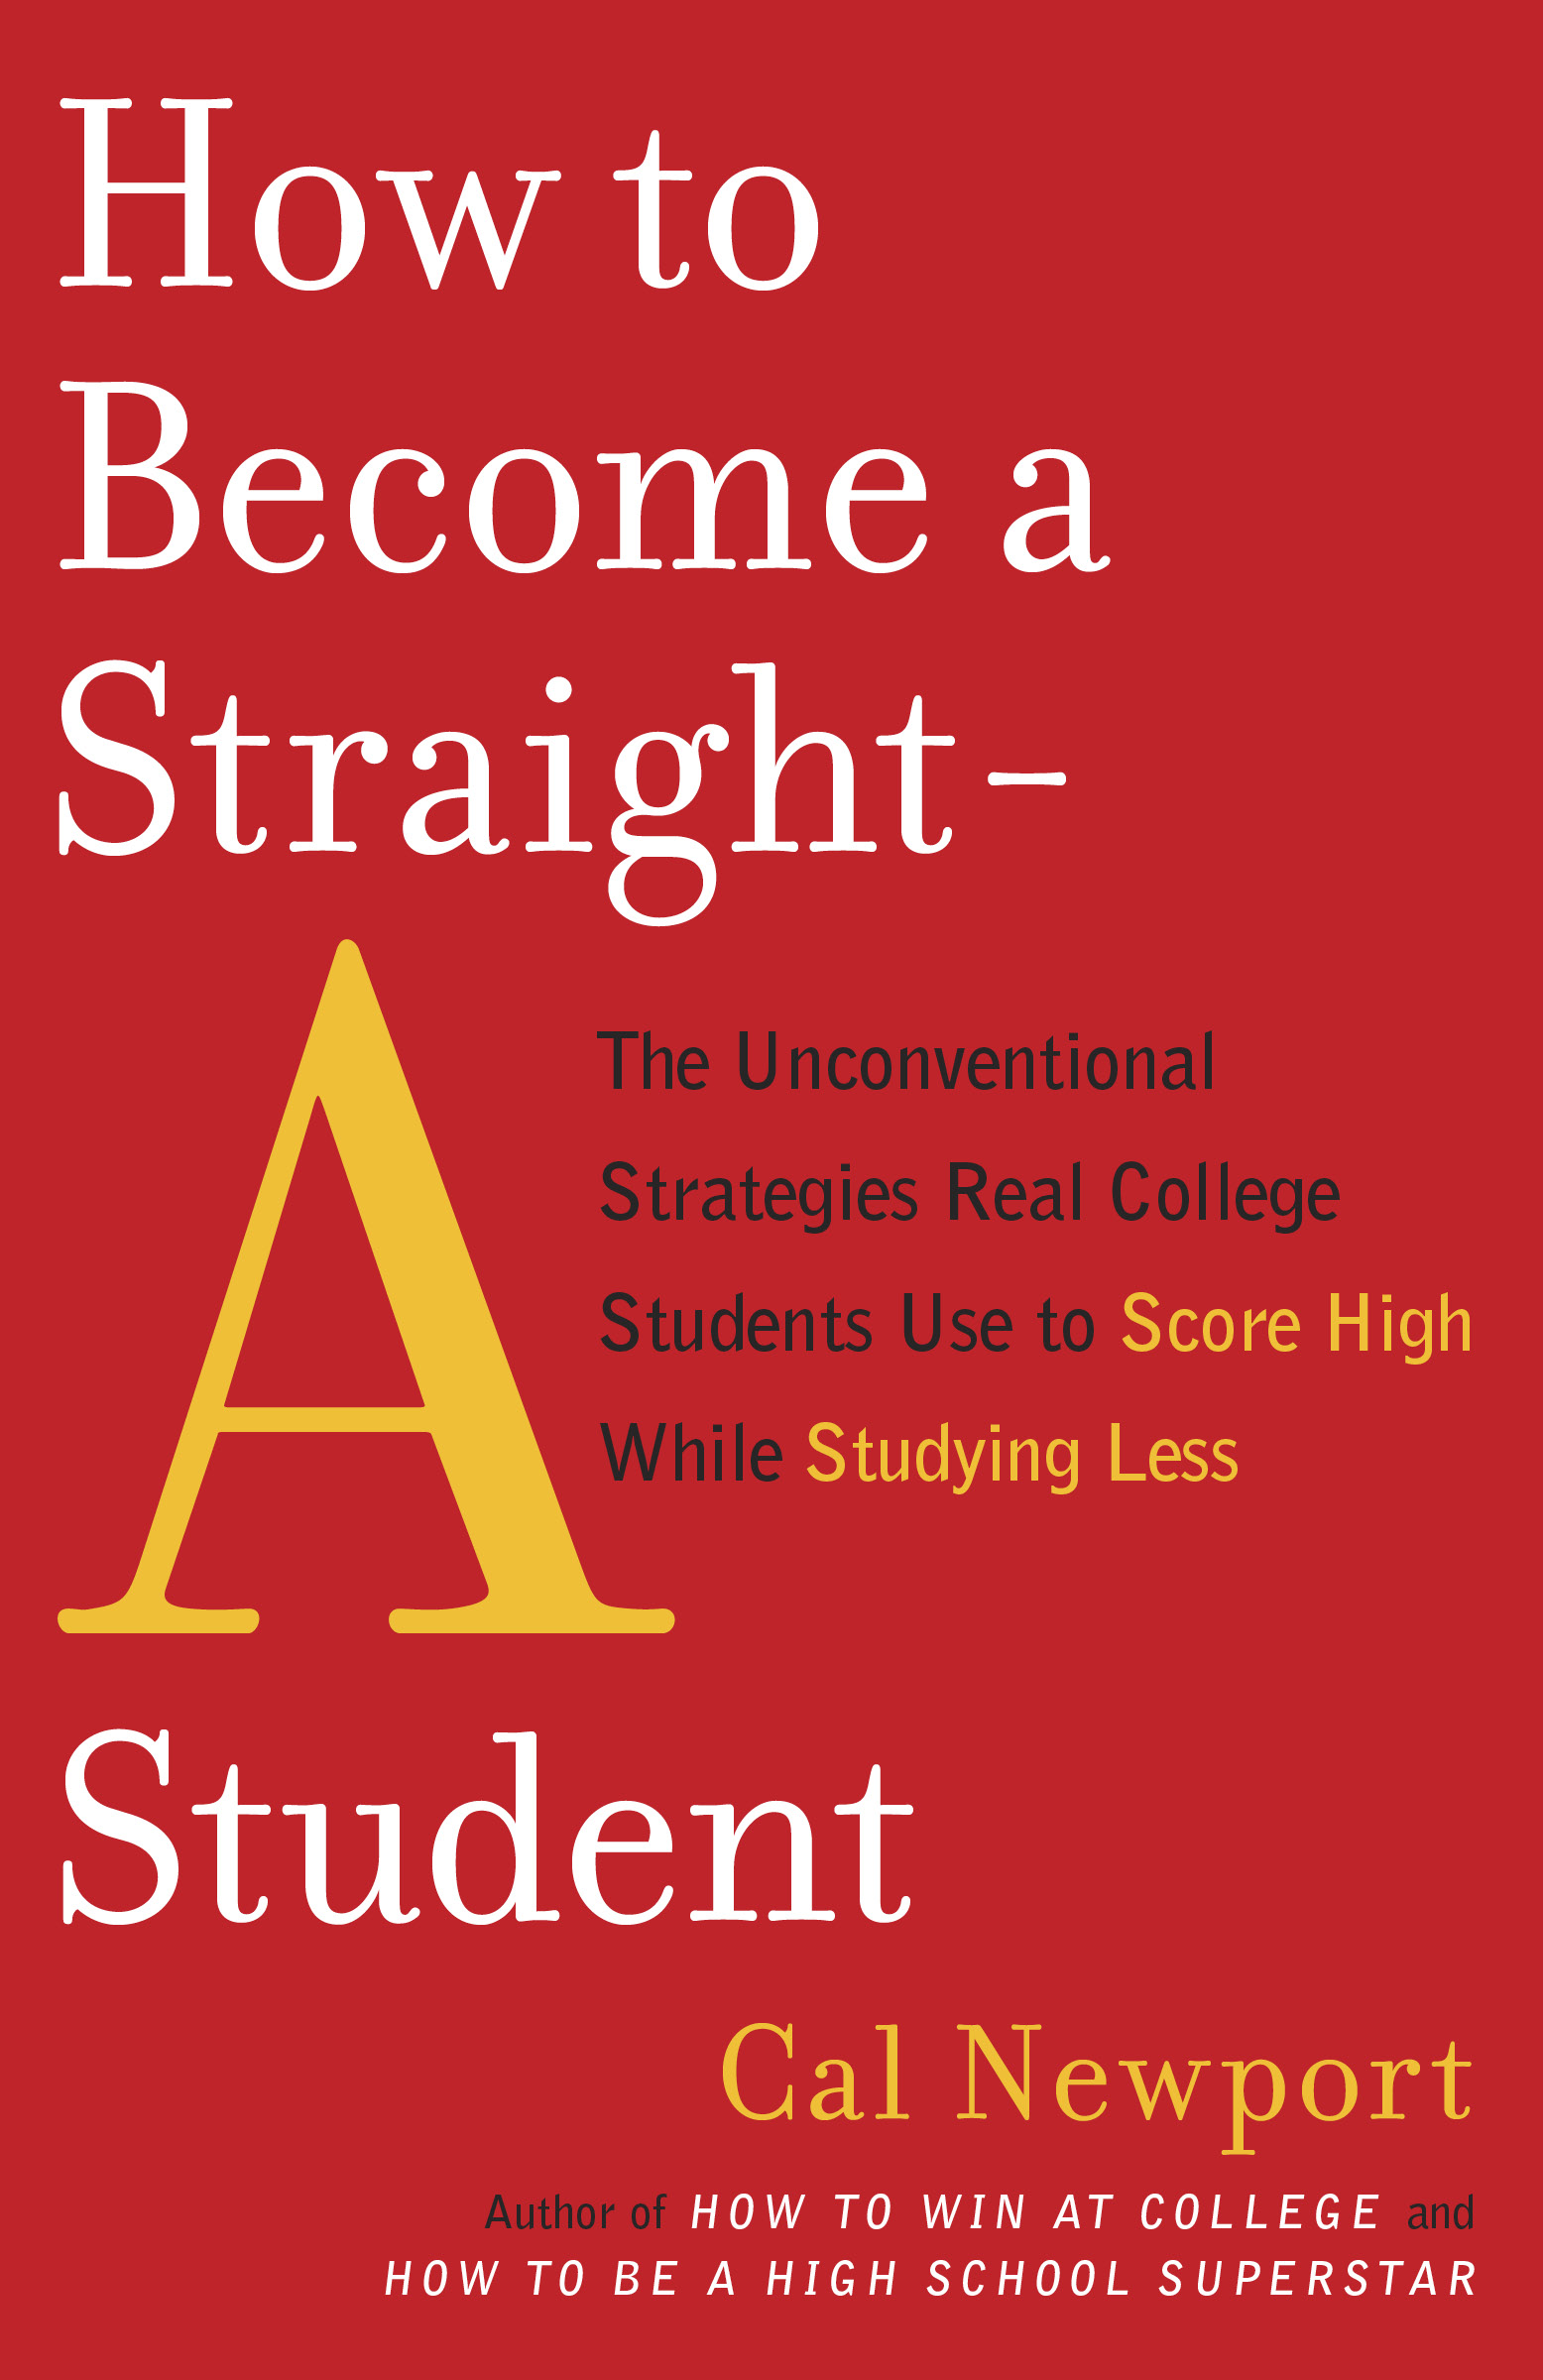 How to
Become a
Straight-
A
The Unconventional
Strategies Real College
Students Use to Score High
While Studying Less
Student
Cal Newport
Author of HOW TO WIN AT COLLEGE and
HOW TO BE A HIGH SCHOOL SUPERSTAR